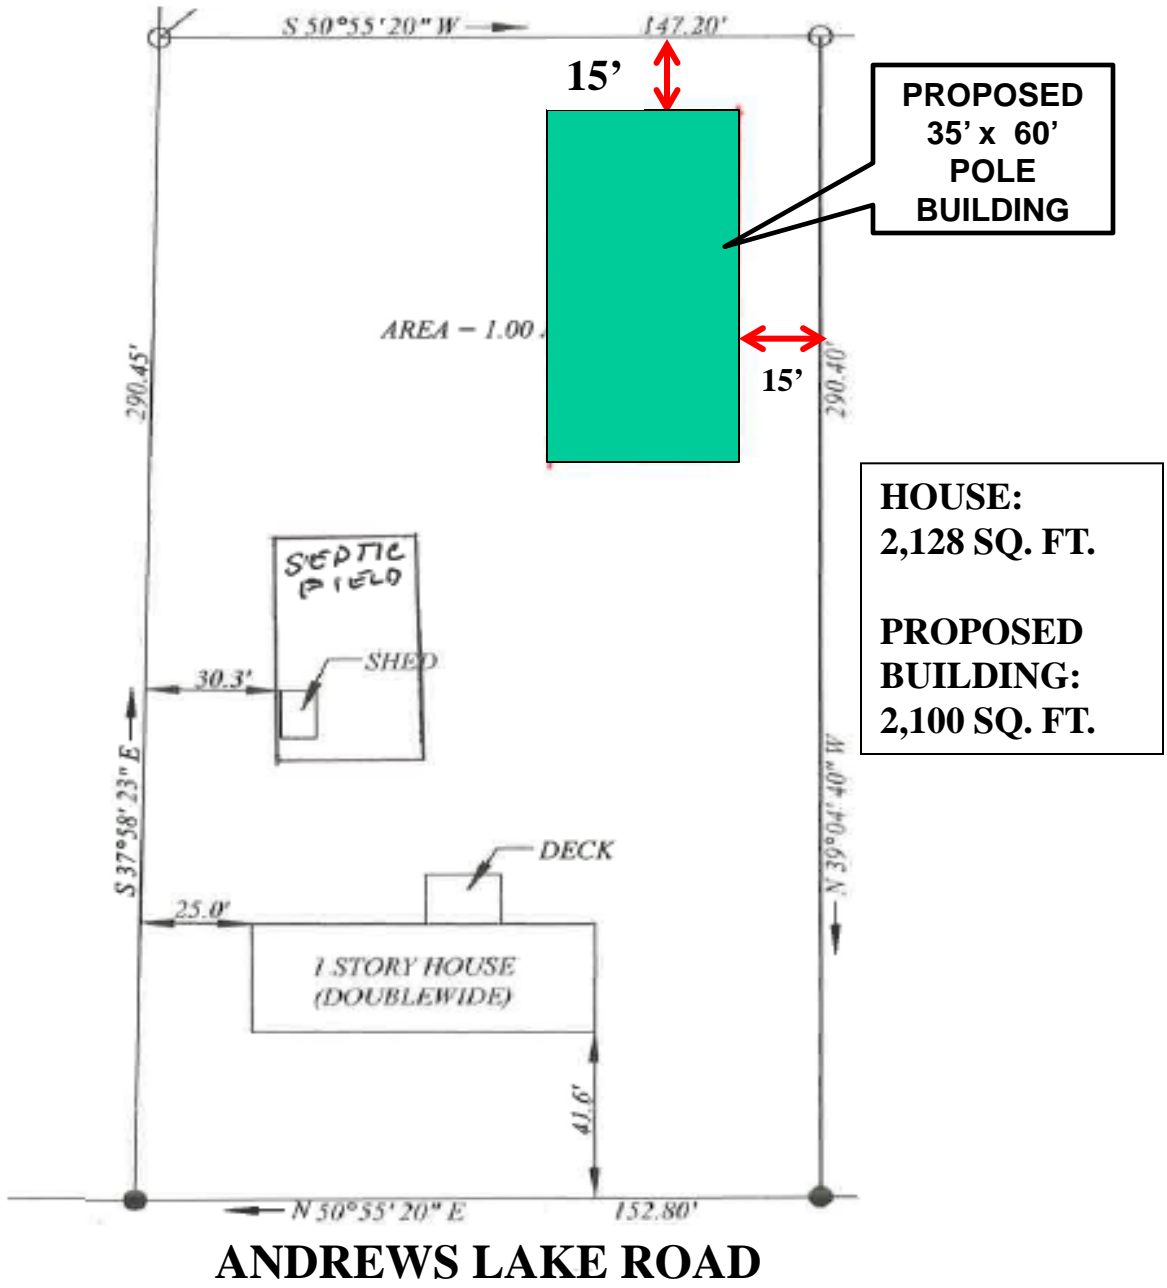 S 50°55'20" W
147.20'
15’
PROPOSED
35’ x 60’
POLE
BUILDING
AREA = 1.00
15’
290.45'
290.40'
HOUSE:
2,128 SQ. FT.
PROPOSED
BUILDING:
2,100 SQ. FT.
SEPTIC
FIELD
SHED
30.3'
S 37°58' 23" E
N 39°04' 40" W
DECK
25.0'
1 STORY HOUSE
(DOUBLEWIDE)
41.6'
N 50°55'20" E
152.80'
ANDREWS LAKE ROAD